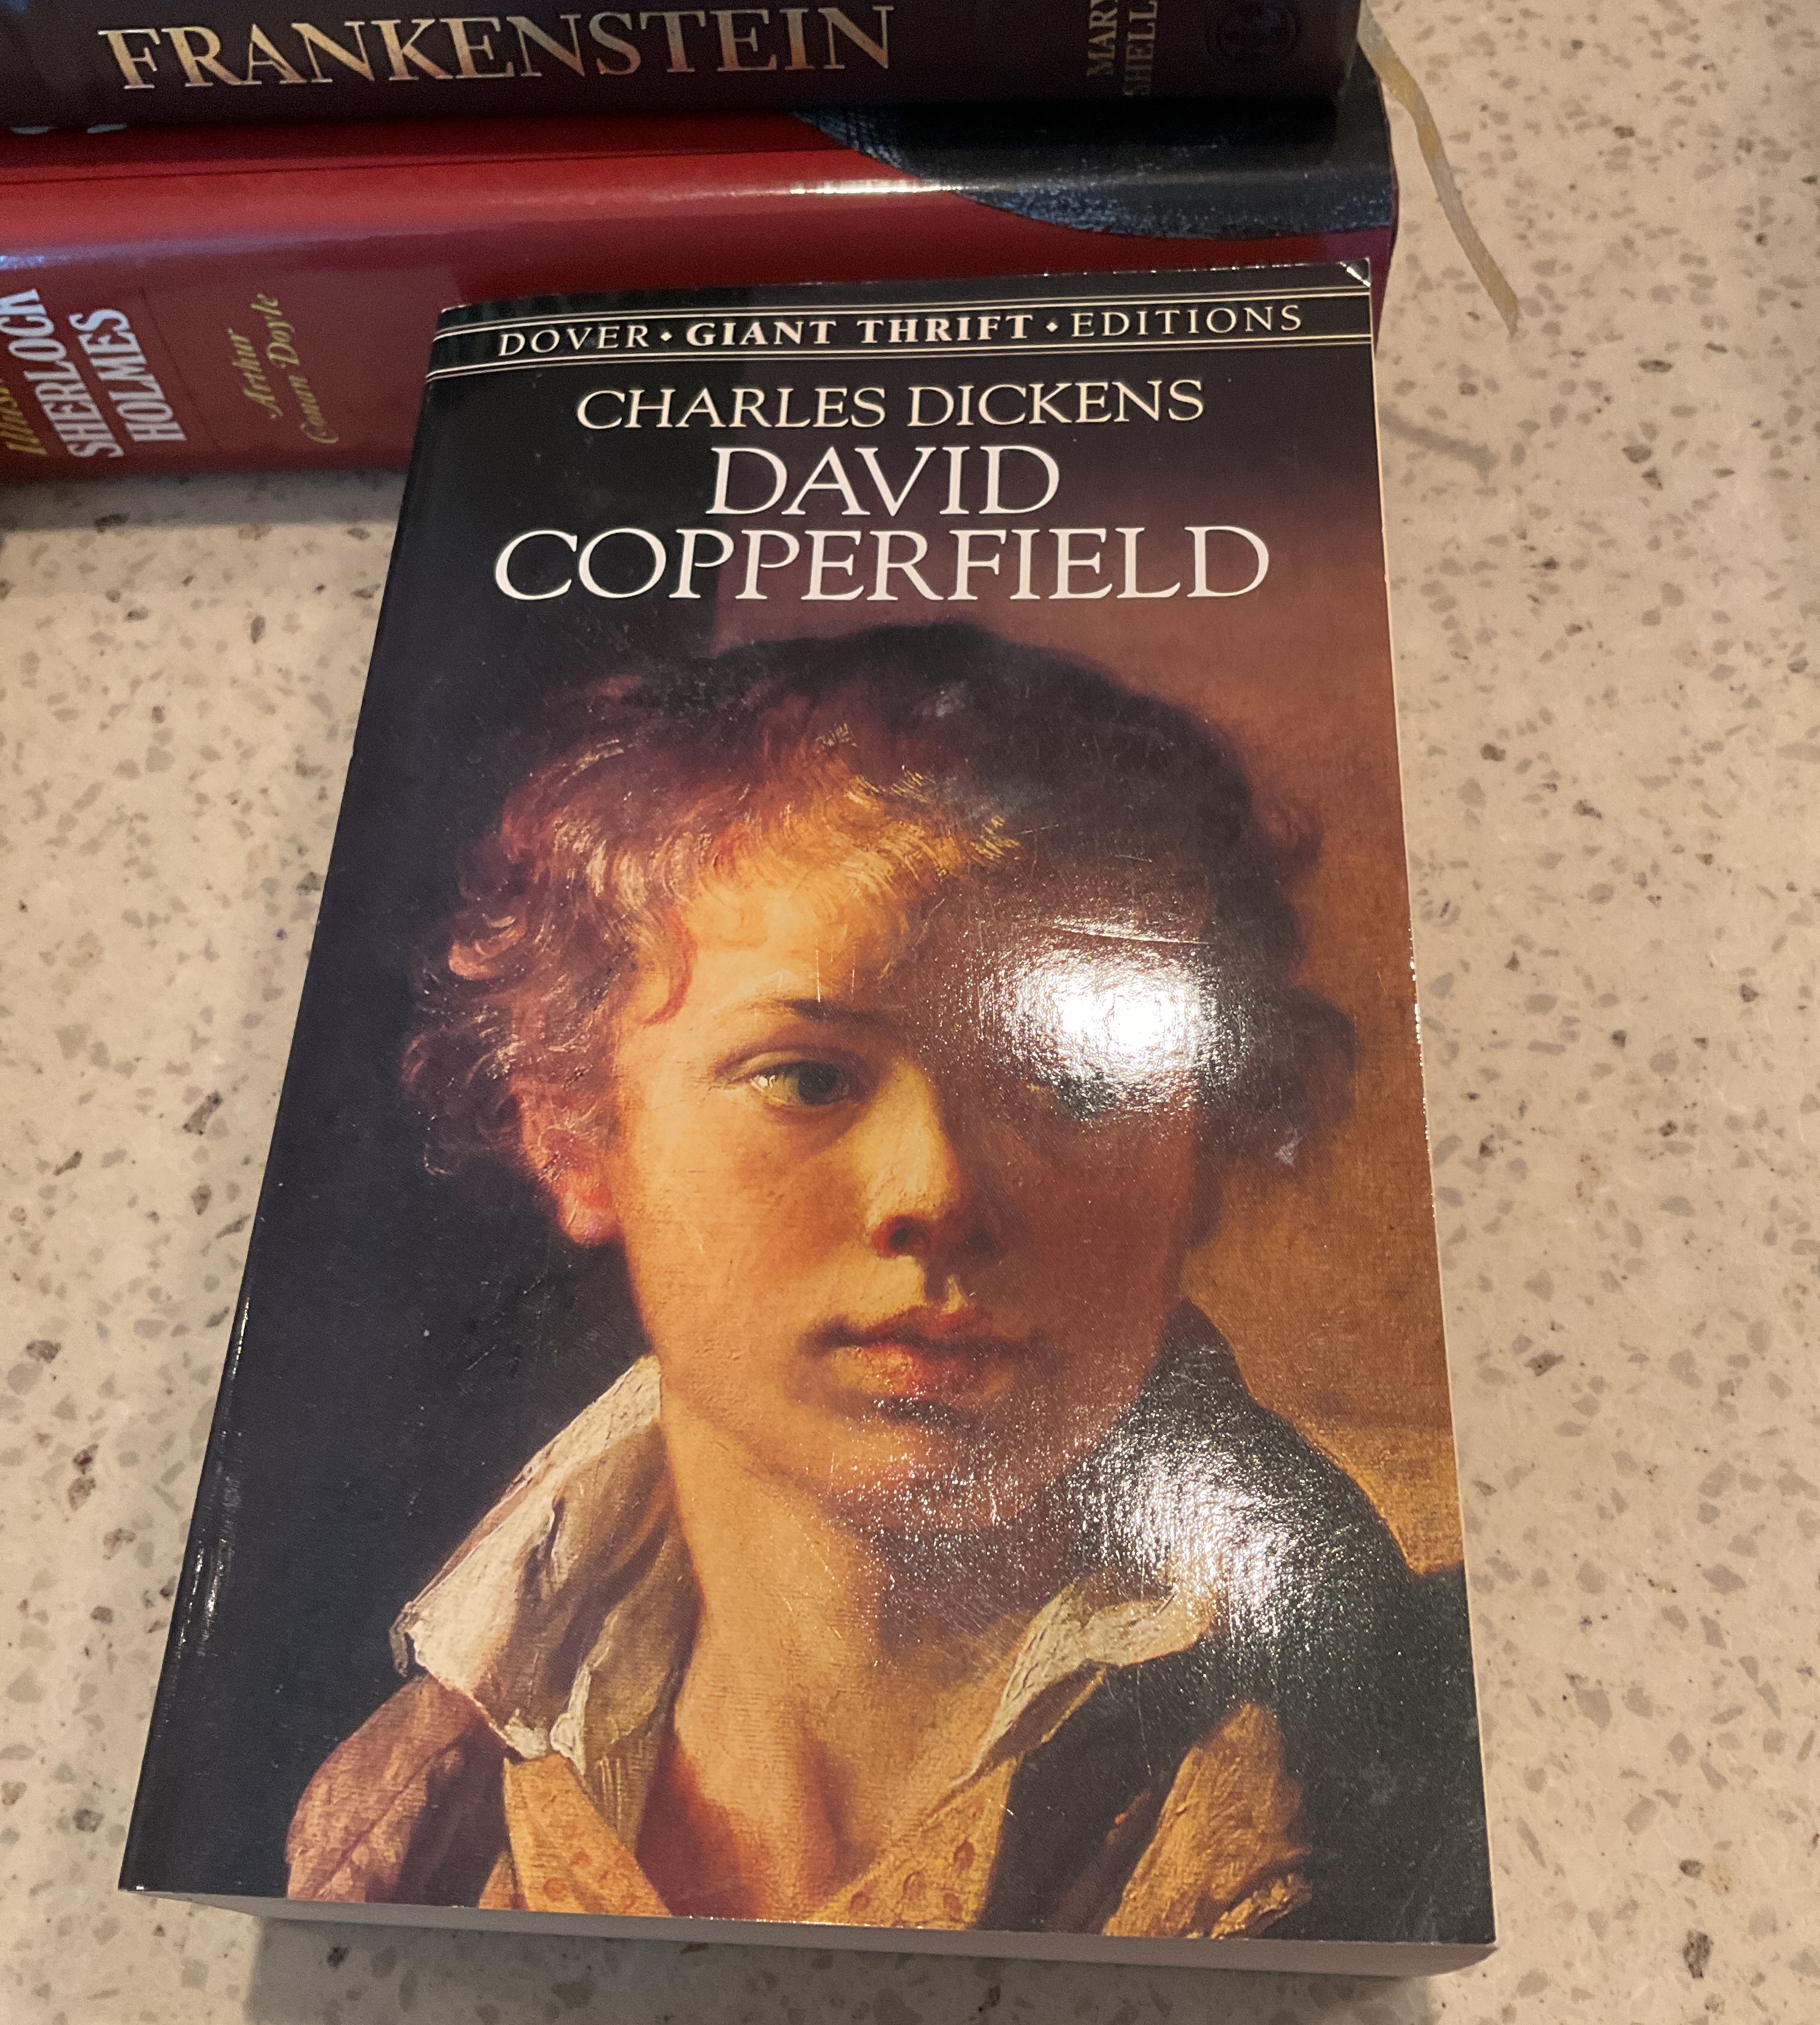 FRANKENSTEIN
MARY
SHELL
SHERLOCK
HOLMES
Arthur
Conan Doyle
DOVER • GIANT THRIFT • EDITIONS
CHARLES DICKENS
DAVID
COPPERFIELD